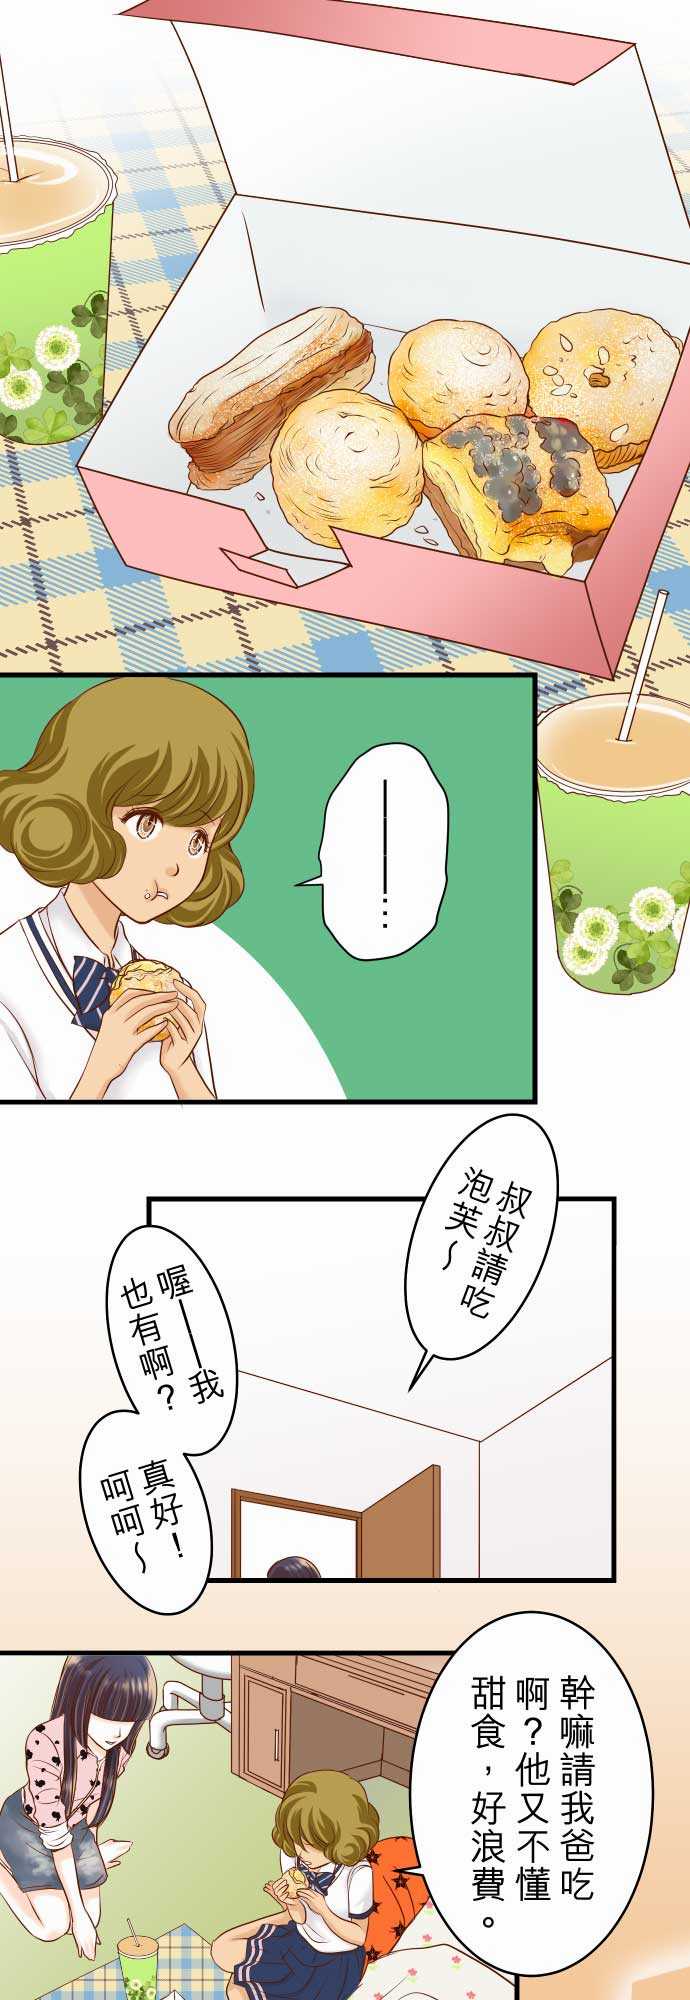 ———…
叔叔請吃
泡芙～
喔——我
也有啊？
真好！
呵呵～
幹嘛請我爸吃
啊？他又不懂
甜食，好浪費。